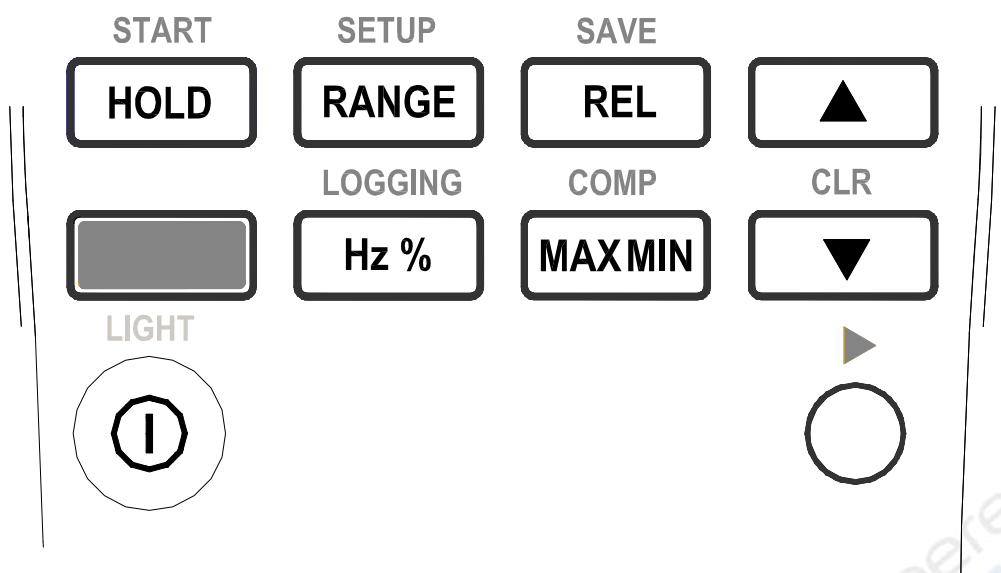 START SETUP SAVE
HOLD RANGE REL ▲
LOGGING COMP CLR
Hz % MAX MIN ▼
LIGHT